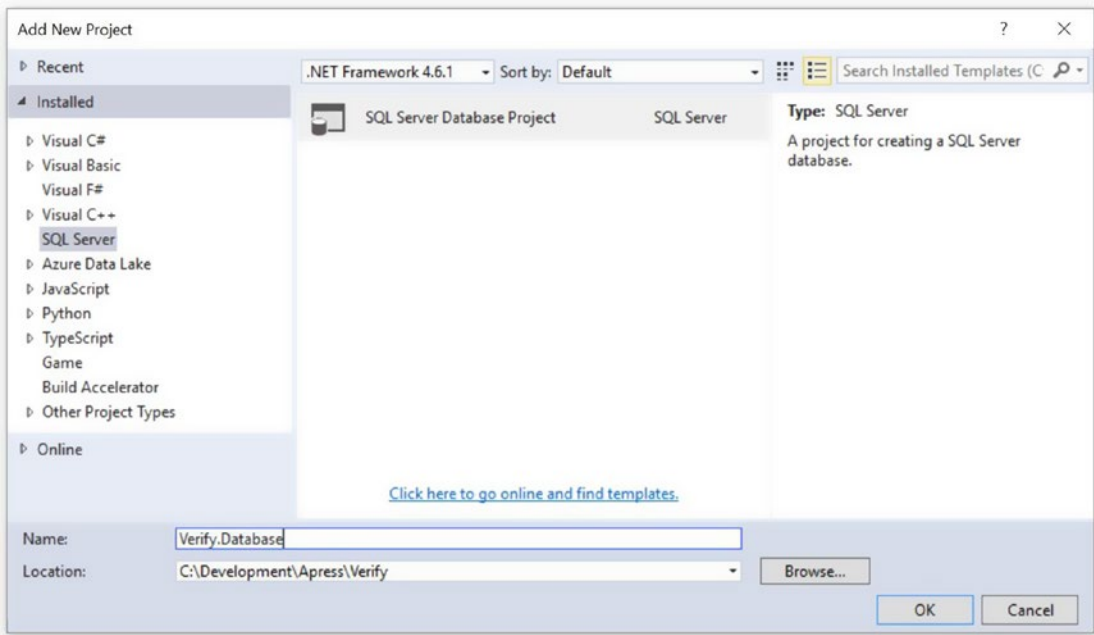 Add New Project
?
Recent
Installed
Visual C#
Visual Basic
Visual F#
Visual C++
SQL Server
Azure Data Lake
JavaScript
Python
TypeScript
Game
Build Accelerator
Other Project Types
Online
.NET Framework 4.6.1
Sort by: Default
Search Installed Templates (C
SQL Server Database Project SQL Server
Click here to go online and find templates.
Type: SQL Server
A project for creating a SQL Server
database.
Name: Verify.Database
Location: C:\Development\Apress\Verify
Browse...
OK
Cancel